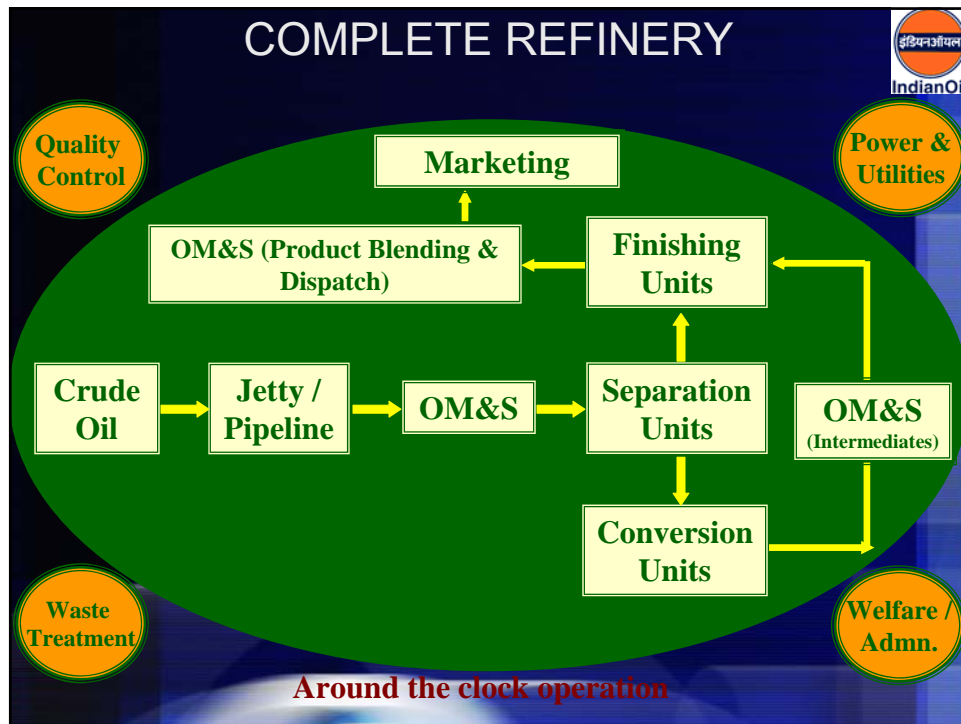 COMPLETE REFINERY
इंडियनऑयल
IndianOi
Quality
Control
Power &
Utilities
Marketing
OM&S (Product Blending &
Dispatch)
Finishing
Units
Crude
Oil
Jetty /
Pipeline
OM&S
Separation
Units
OM&S
(Intermediates)
Conversion
Units
Waste
Treatment
Welfare /
Admn.
Around the clock operation